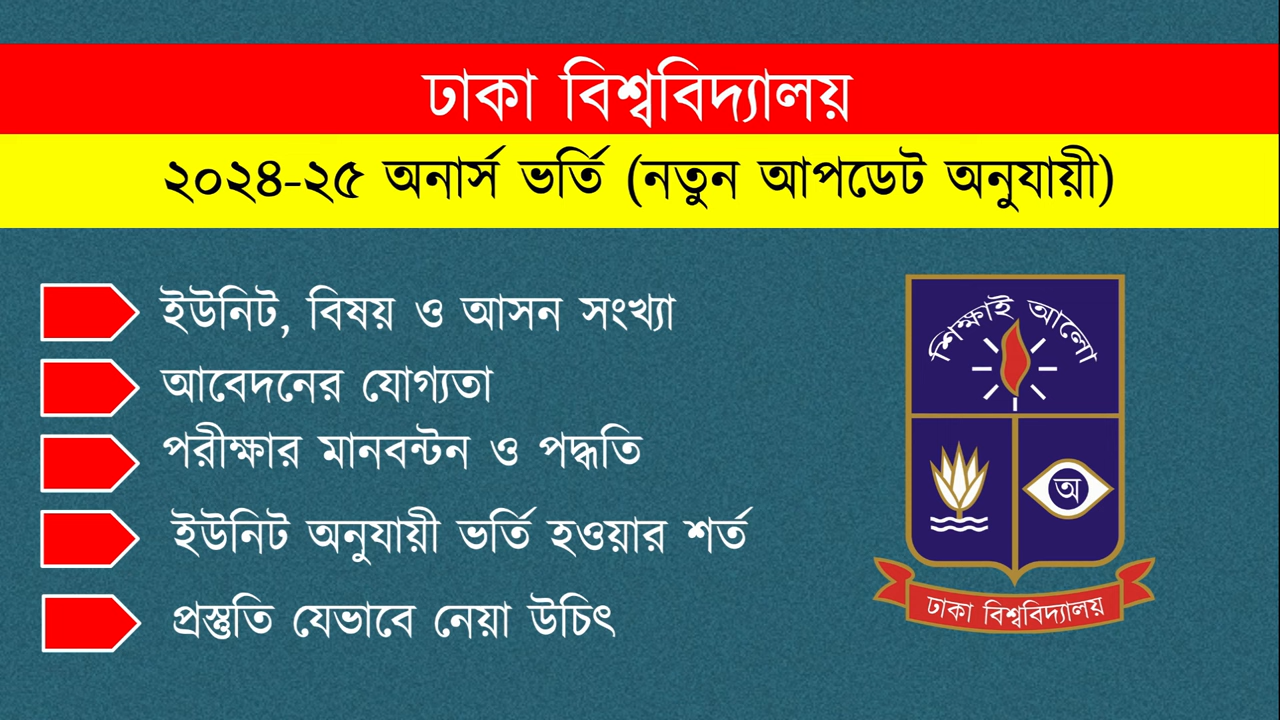 ঢাকা বিশ্ববিদ্যালয়
২০২৪-২৫ অনার্স ভর্তি (নতুন আপডেট অনুযায়ী)
ইউনিট, বিষয় ও আসন সংখ্যা
আবেদনের যোগ্যতা
পরীক্ষার মানবন্টন ও পদ্ধতি
ইউনিট অনুযায়ী ভর্তি হওয়ার শর্ত
প্রস্তুতি যেভাবে নেয়া উচিৎ
শিক্ষাই আলো
অ
ঢাকা বিশ্ববিদ্যালয়